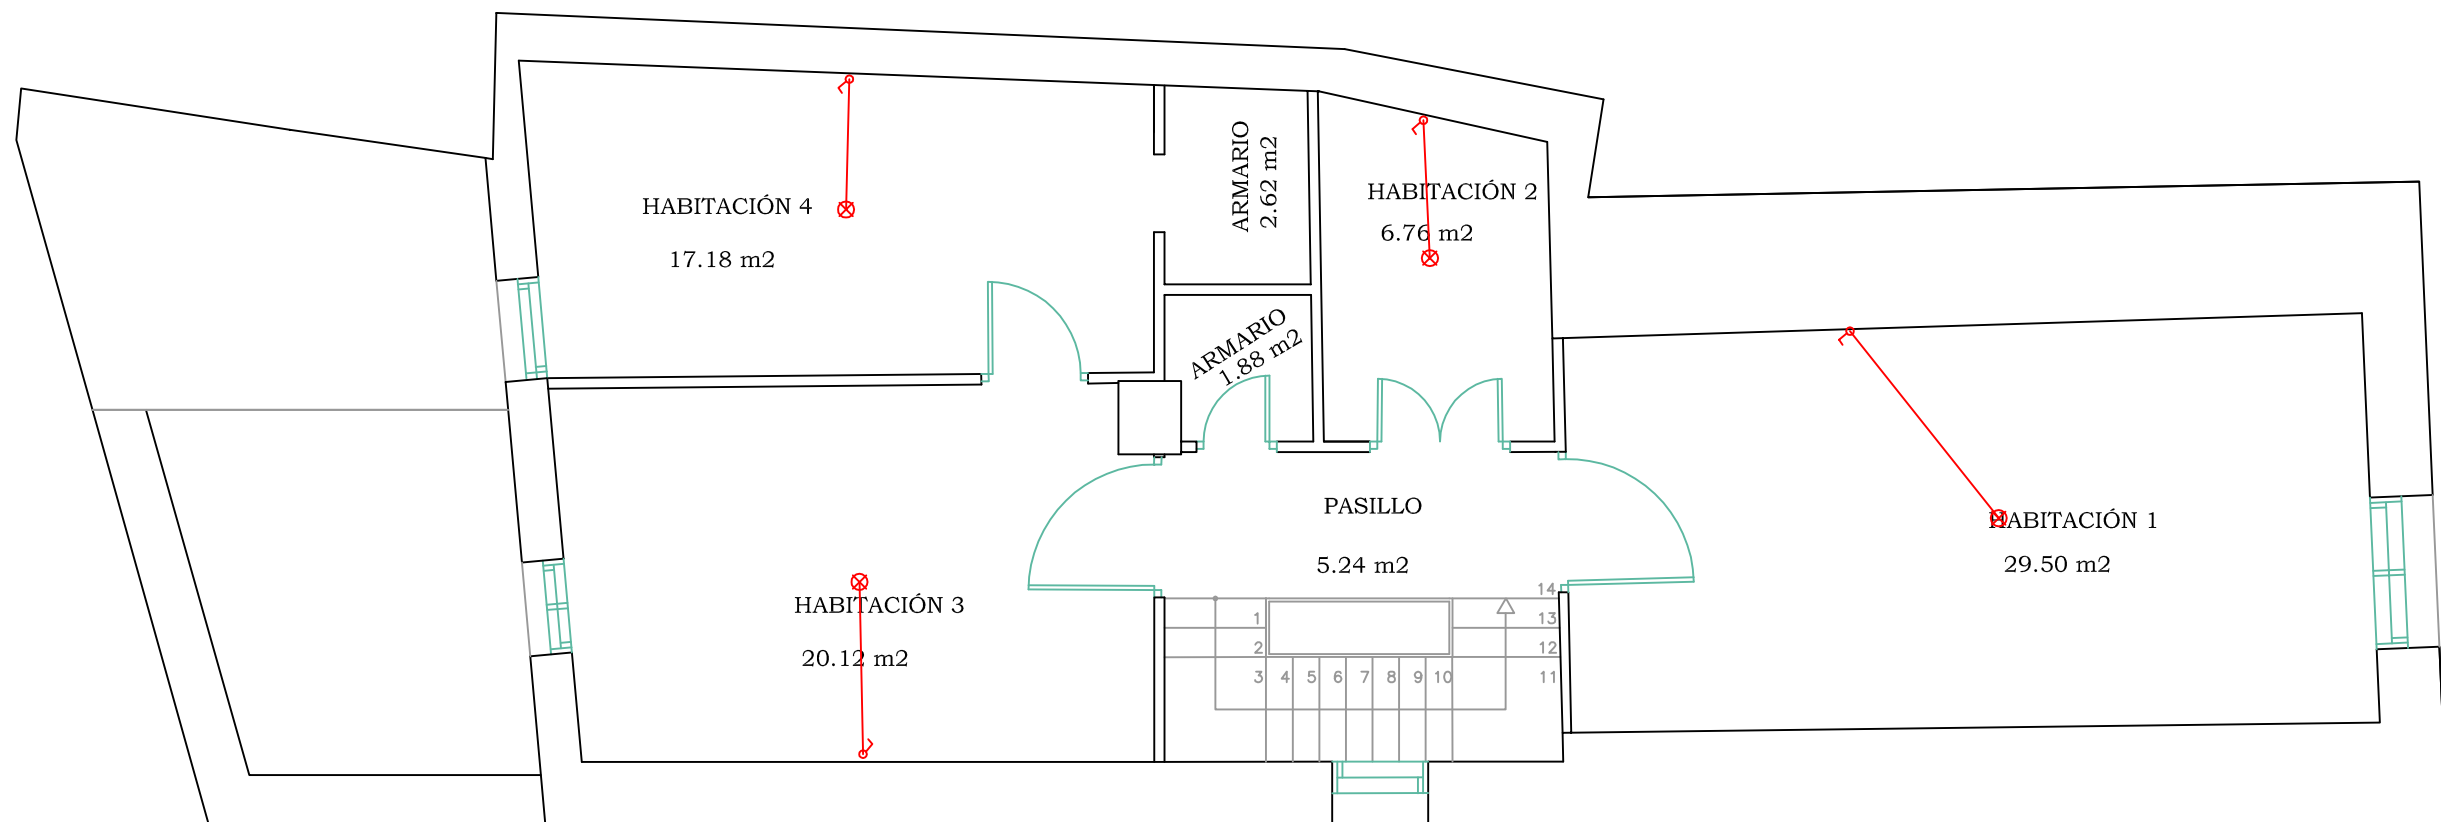 HABITACIÓN 4
17.18 m2
ARMARIO
2.62 m2
HABITACIÓN 2
6.76 m2
ARMARIO
1.88 m2
PASILLO
5.24 m2
HABITACIÓN 1
29.50 m2
HABITACIÓN 3
20.12 m2
14
1 13
2 12
3 4 5 6 7 8 9 10 11